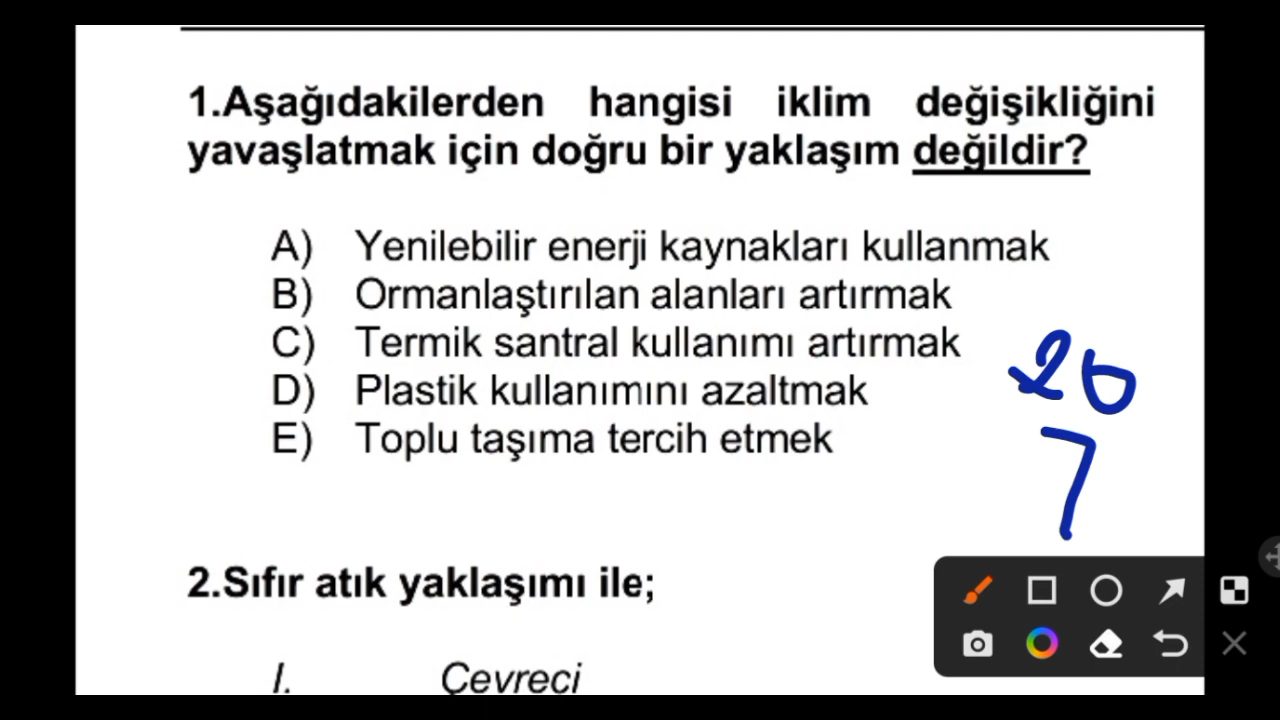 1.Aşağıdakilerden hangisi iklim değişikliğini
yavaşlatmak için doğru bir yaklaşım değildir?
A) Yenilebilir enerji kaynakları kullanmak
B) Ormanlaştırılan alanları artırmak
C) Termik santral kullanımı artırmak
D) Plastik kullanımını azaltmak
E) Toplu taşıma tercih etmek
20
7
2.Sıfır atık yaklaşımı ile;
I. Çevreci